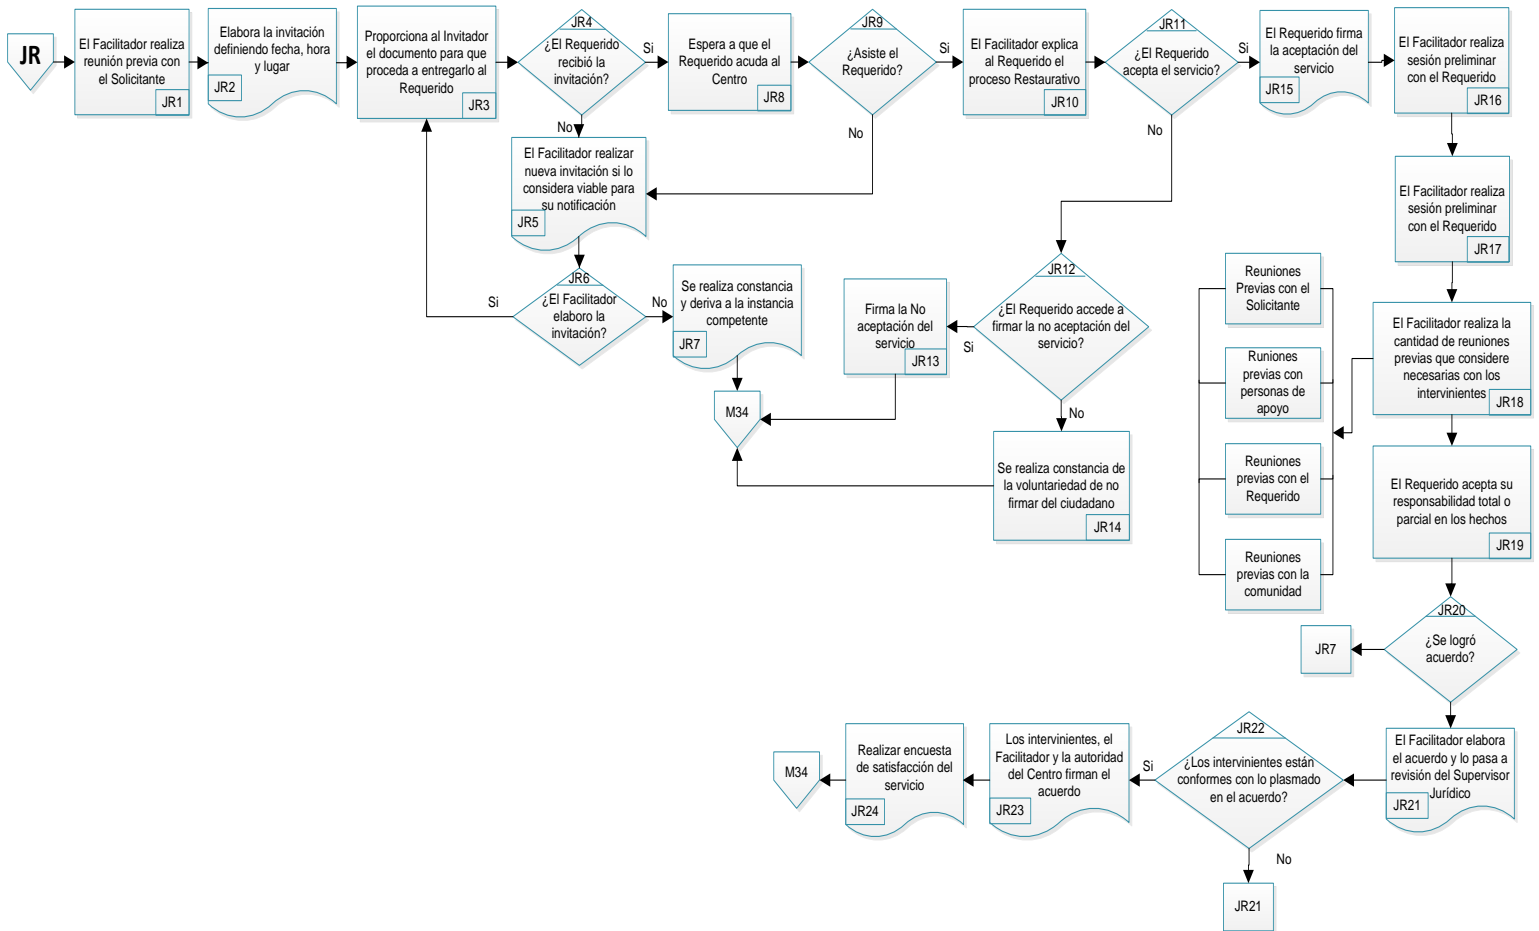 JR
El Facilitador realiza
reunión previa con
el Solicitante
JR1
Elabora la invitación
definiendo fecha, hora
y lugar
JR2
Proporciona al Invitador
el documento para que
proceda a entregarlo al
Requerido
JR3
JR4
¿El Requerido
recibió la
invitación?
Si
No
Espera a que el
Requerido acuda al
Centro
JR8
JR9
¿Asiste el
Requerido?
Si
No
El Facilitador explica
al Requerido el
proceso Restaurativo
JR10
JR11
¿El Requerido
acepta el servicio?
Si
No
El Requerido firma
la aceptación del
servicio
JR15
El Facilitador realiza
sesión preliminar
con el Requerido
JR16
El Facilitador realizar
nueva invitación si lo
considera viable para
su notificación
JR5
JR6
¿El Facilitador
elaboro la
invitación?
Si
No
Se realiza constancia
y deriva a la instancia
competente
JR7
M34
Firma la No
aceptación del
servicio
JR13
JR12
¿El Requerido accede a
firmar la no aceptación del
servicio?
Si
No
Se realiza constancia de
la voluntariedad de no
firmar del ciudadano
JR14
El Facilitador realiza
sesión preliminar
con el Requerido
JR17
Reuniones
Previas con el
Solicitante
Runiones
previas con
personas de
apoyo
Reuniones
previas con el
Requerido
Reuniones
previas con la
comunidad
El Facilitador realiza la
cantidad de reuniones
previas que considere
necesarias con los
intervinientes
JR18
El Requerido acepta su
responsabilidad total o
parcial en los hechos
JR19
JR20
¿Se logró
acuerdo?
JR7
El Facilitador elabora
el acuerdo y lo pasa a
revisión del Supervisor
Jurídico
JR21
JR22
¿Los intervinientes están
conformes con lo plasmado
en el acuerdo?
Si
No
JR21
Los intervinientes, el
Facilitador y la autoridad
del Centro firman el
acuerdo
JR23
Realizar encuesta
de satisfacción del
servicio
JR24
M34